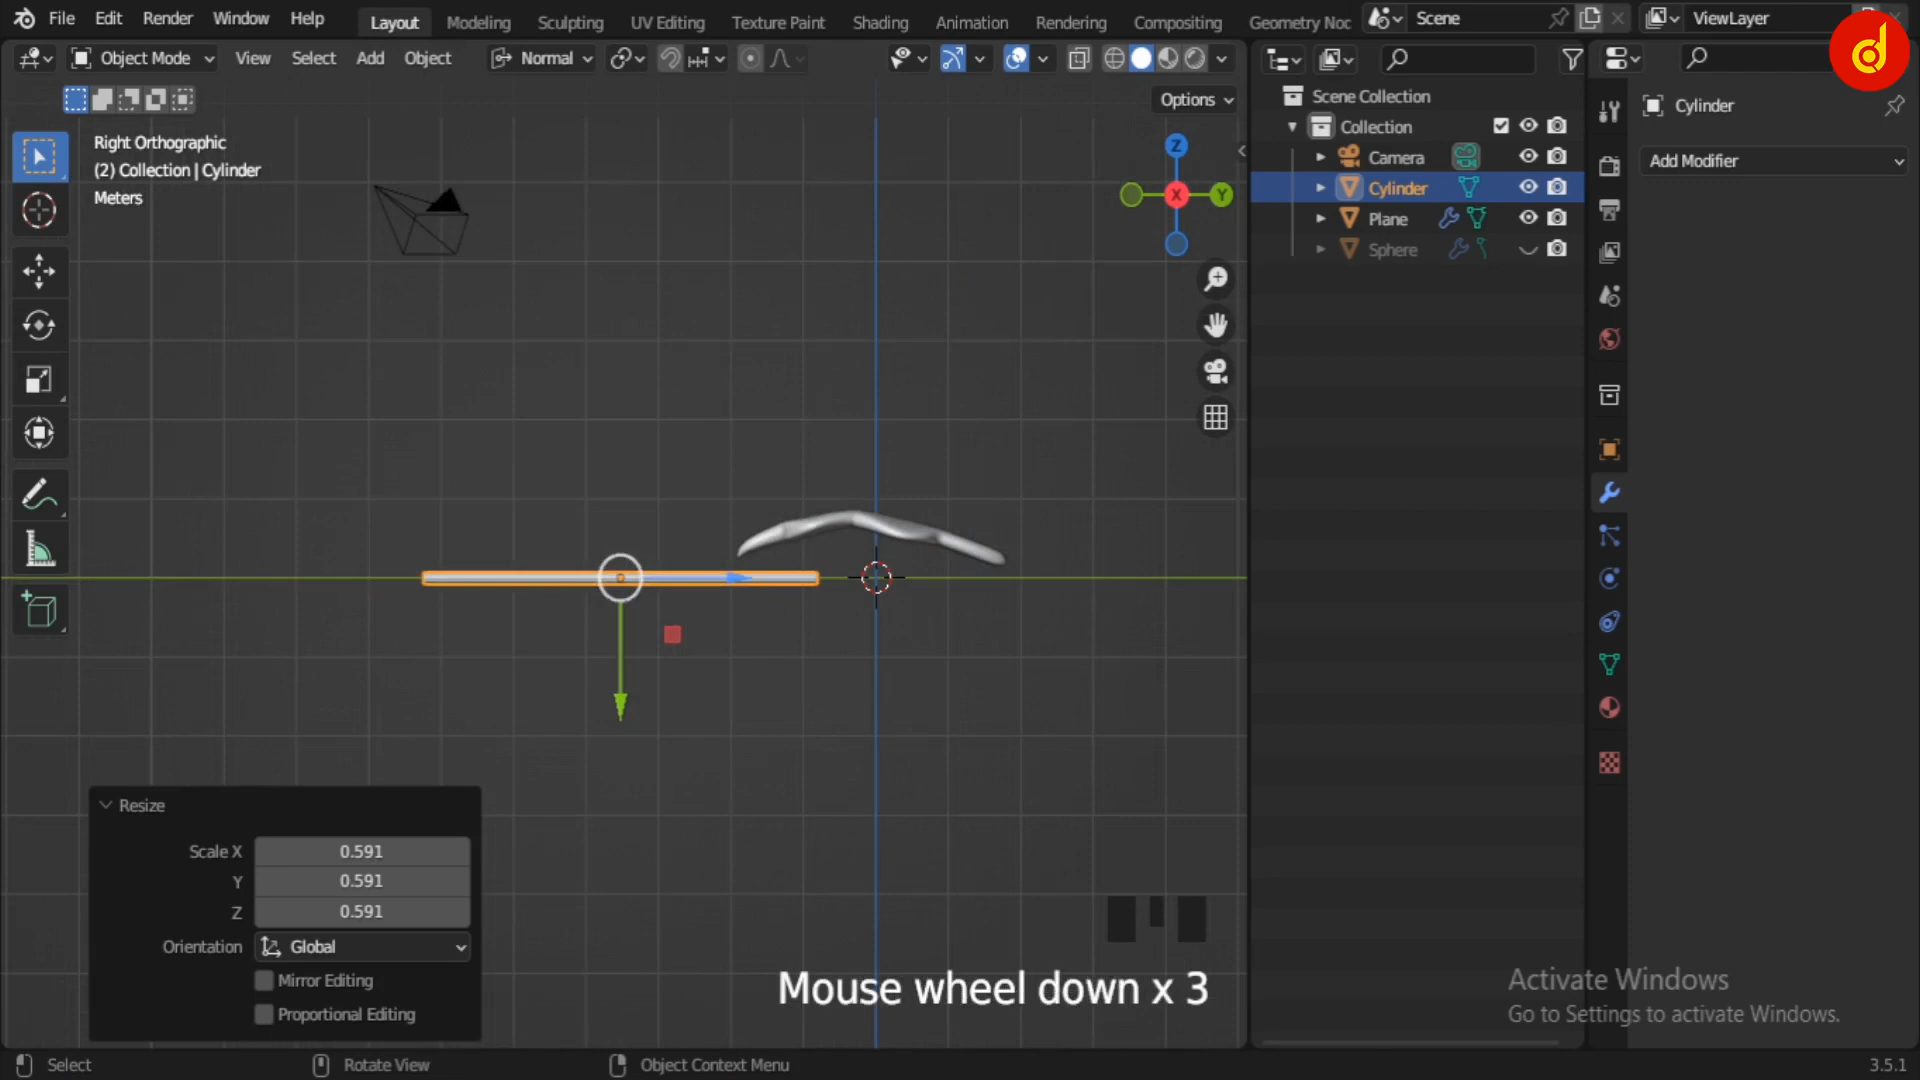 File Edit Render Window Help Layout Modeling Sculpting UV Editing Texture Paint Shading Animation Rendering Compositing Geometry Noc Scene ViewLayer
Object Mode View Select Add Object Normal
Options
Right Orthographic
(2) Collection | Cylinder
Meters
Z
X
Y
Scene Collection
Collection
Camera
Cylinder
Plane
Sphere
Cylinder
Add Modifier
Resize
Scale X 0.591
Y 0.591
Z 0.591
Orientation Global
Mirror Editing
Proportional Editing
Mouse wheel down x 3
Activate Windows
Go to Settings to activate Windows.
Select Rotate View Object Context Menu 3.5.1